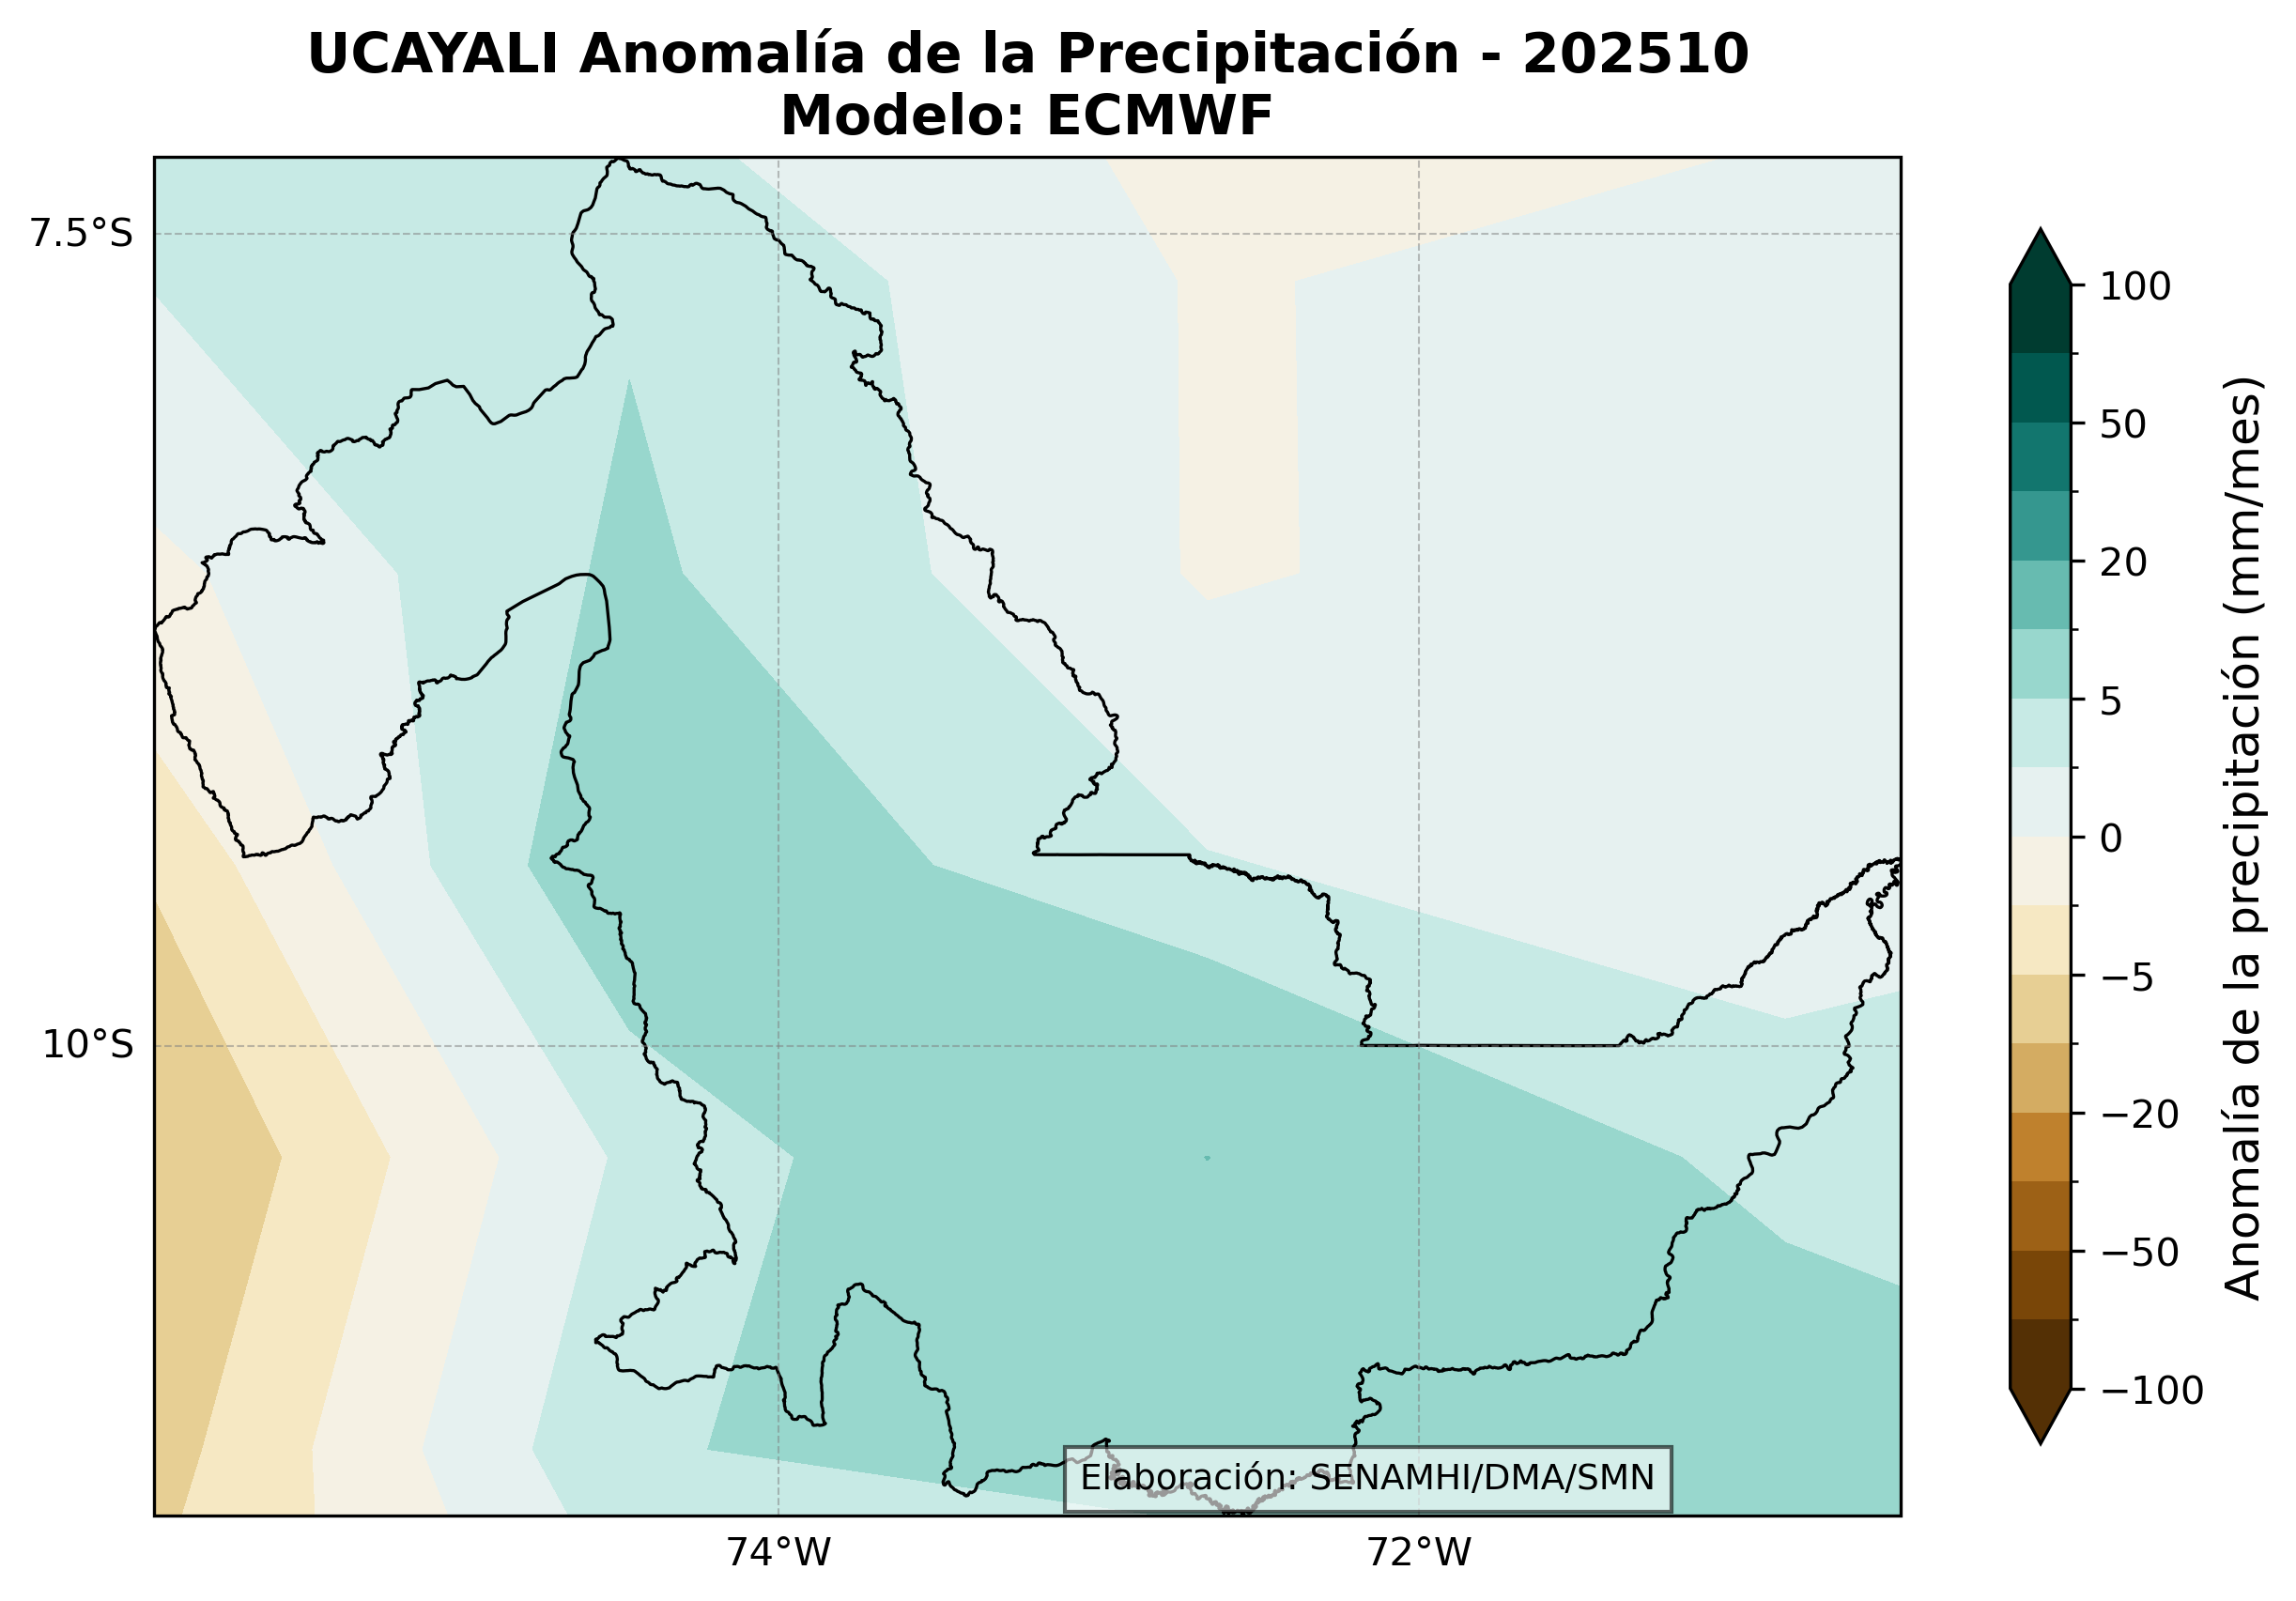 UCAYALI Anomalía de la Precipitación - 202510
Modelo: ECMWF
7.5°S
10°S
74°W
72°W
Elaboración: SENAMHI/DMA/SMN
100
50
20
5
0
−5
−20
−50
−100
Anomalía de la precipitación (mm/mes)